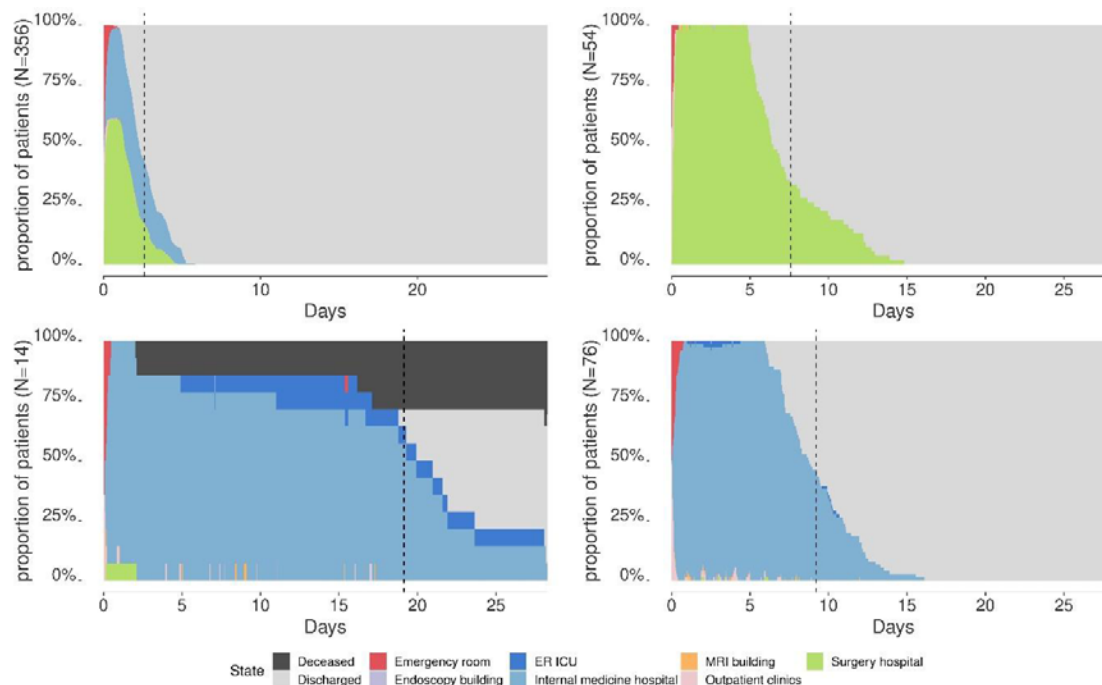 proportion of patients (N=356)
100%
75%
50%
25%
0%
0 10 20
Days
proportion of patients (N=54)
100%
75%
50%
25%
0%
0 5 10 15 20 25
Days
proportion of patients (N=14)
100%
75%
50%
25%
0%
0 5 10 15 20 25
Days
proportion of patients (N=76)
100%
75%
50%
25%
0%
0 5 10 15 20 25
Days
State
Deceased Emergency room ER ICU MRI building Surgery hospital
Discharged Endoscopy building Internal medicine hospital Outpatient clinics